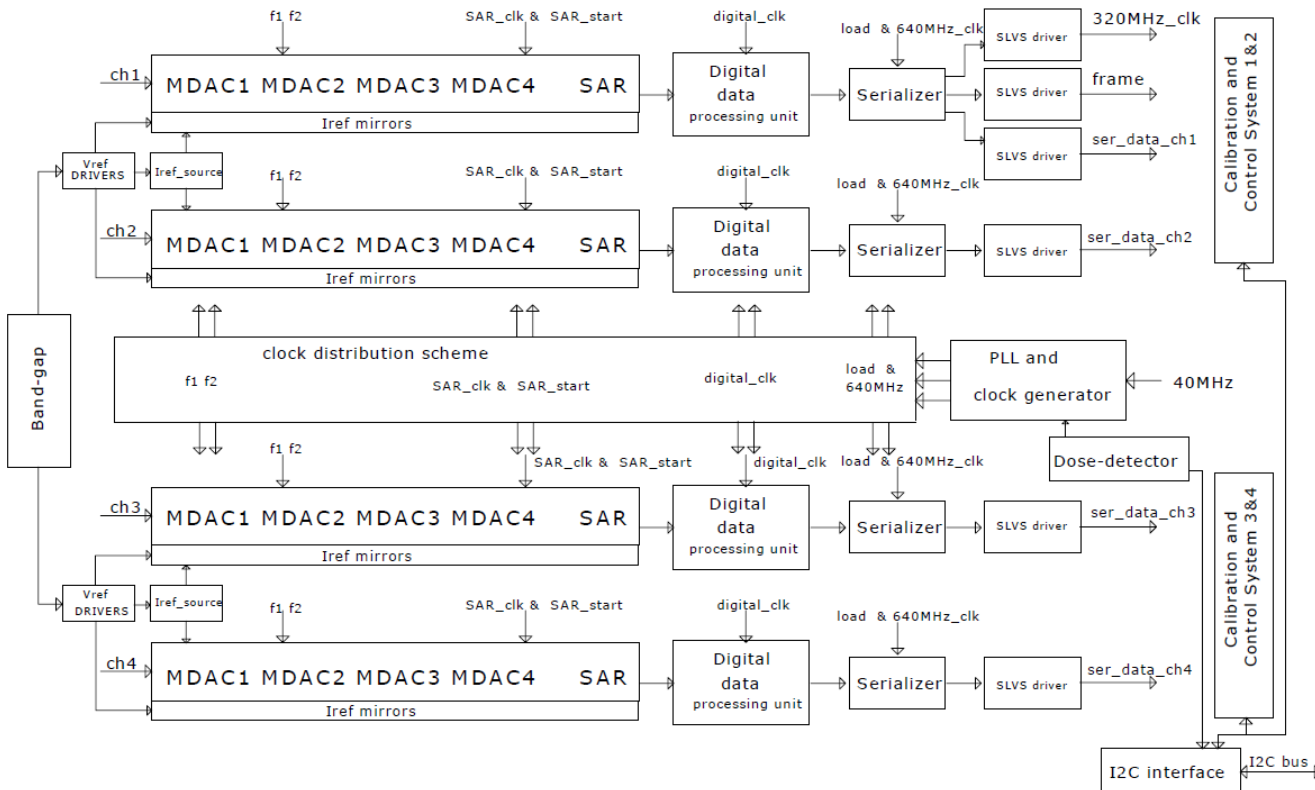 f1 f2
SAR_clk & SAR_start
digital_clk
load & 640MHz_clk
SLVS driver
320MHz_clk
ch1
MDAC1 MDAC2 MDAC3 MDAC4 SAR
Iref mirrors
Digital
data
processing unit
Serializer
SLVS driver
frame
SLVS driver
ser_data_ch1
Calibration and
Control System 1&2
Vref
DRIVERS
Iref_source
f1 f2
SAR_clk & SAR_start
digital_clk
load & 640MHz_clk
ch2
MDAC1 MDAC2 MDAC3 MDAC4 SAR
Iref mirrors
Digital
data
processing unit
Serializer
SLVS driver
ser_data_ch2
Band-gap
clock distribution scheme
f1 f2
SAR_clk & SAR_start
digital_clk
load &
640MHz
PLL and
clock generator
40MHz
Dose-detector
f1 f2
SAR_clk & SAR_start
digital_clk
load & 640MHz_clk
ch3
MDAC1 MDAC2 MDAC3 MDAC4 SAR
Iref mirrors
Digital
data
processing unit
Serializer
SLVS driver
ser_data_ch3
Calibration and
Control System 3&4
Vref
DRIVERS
Iref_source
f1 f2
SAR_clk & SAR_start
digital_clk
load & 640MHz_clk
ch4
MDAC1 MDAC2 MDAC3 MDAC4 SAR
Iref mirrors
Digital
data
processing unit
Serializer
SLVS driver
ser_data_ch4
I2C interface
I2C bus